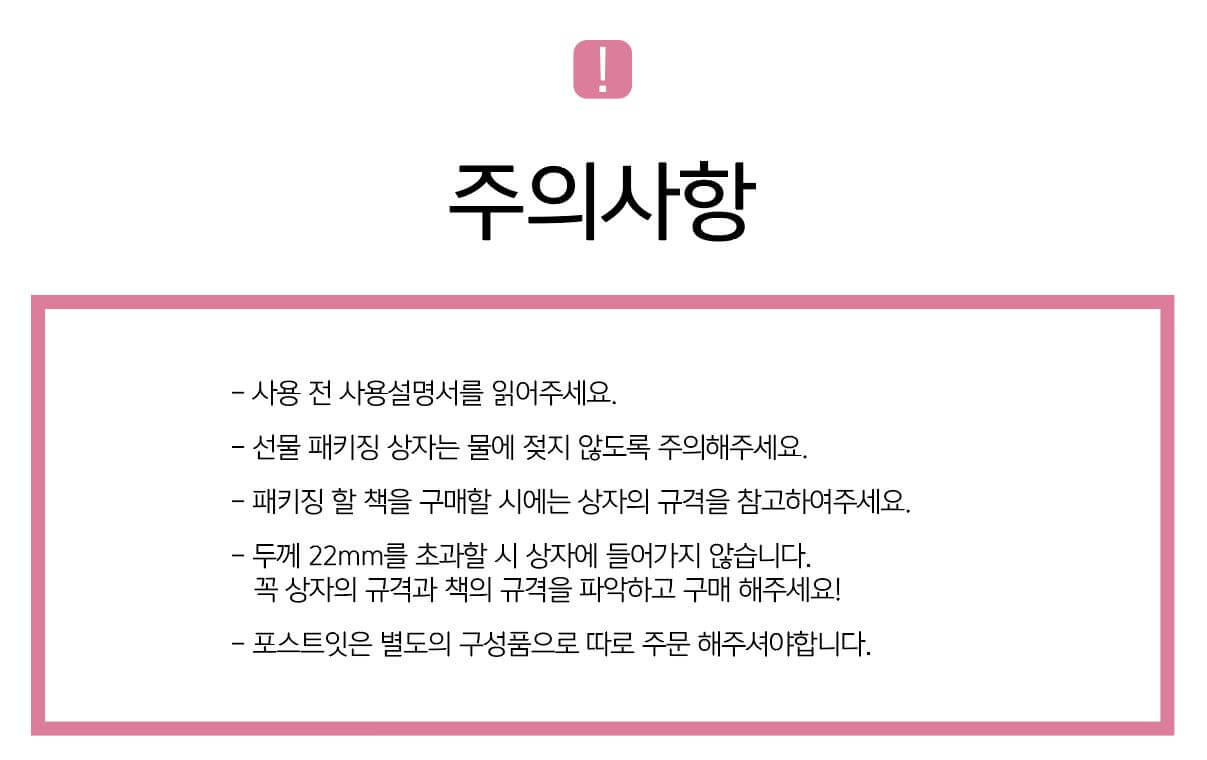 !
주의사항
- 사용 전 사용설명서를 읽어주세요.
- 선물 패키징 상자는 물에 젖지 않도록 주의해주세요.
- 패키징 할 책을 구매할 시에는 상자의 규격을 참고하여주세요.
- 두께 22mm를 초과할 시 상자에 들어가지 않습니다.
꼭 상자의 규격과 책의 규격을 파악하고 구매 해주세요!
- 포스트잇은 별도의 구성품으로 따로 주문 해주셔야합니다.